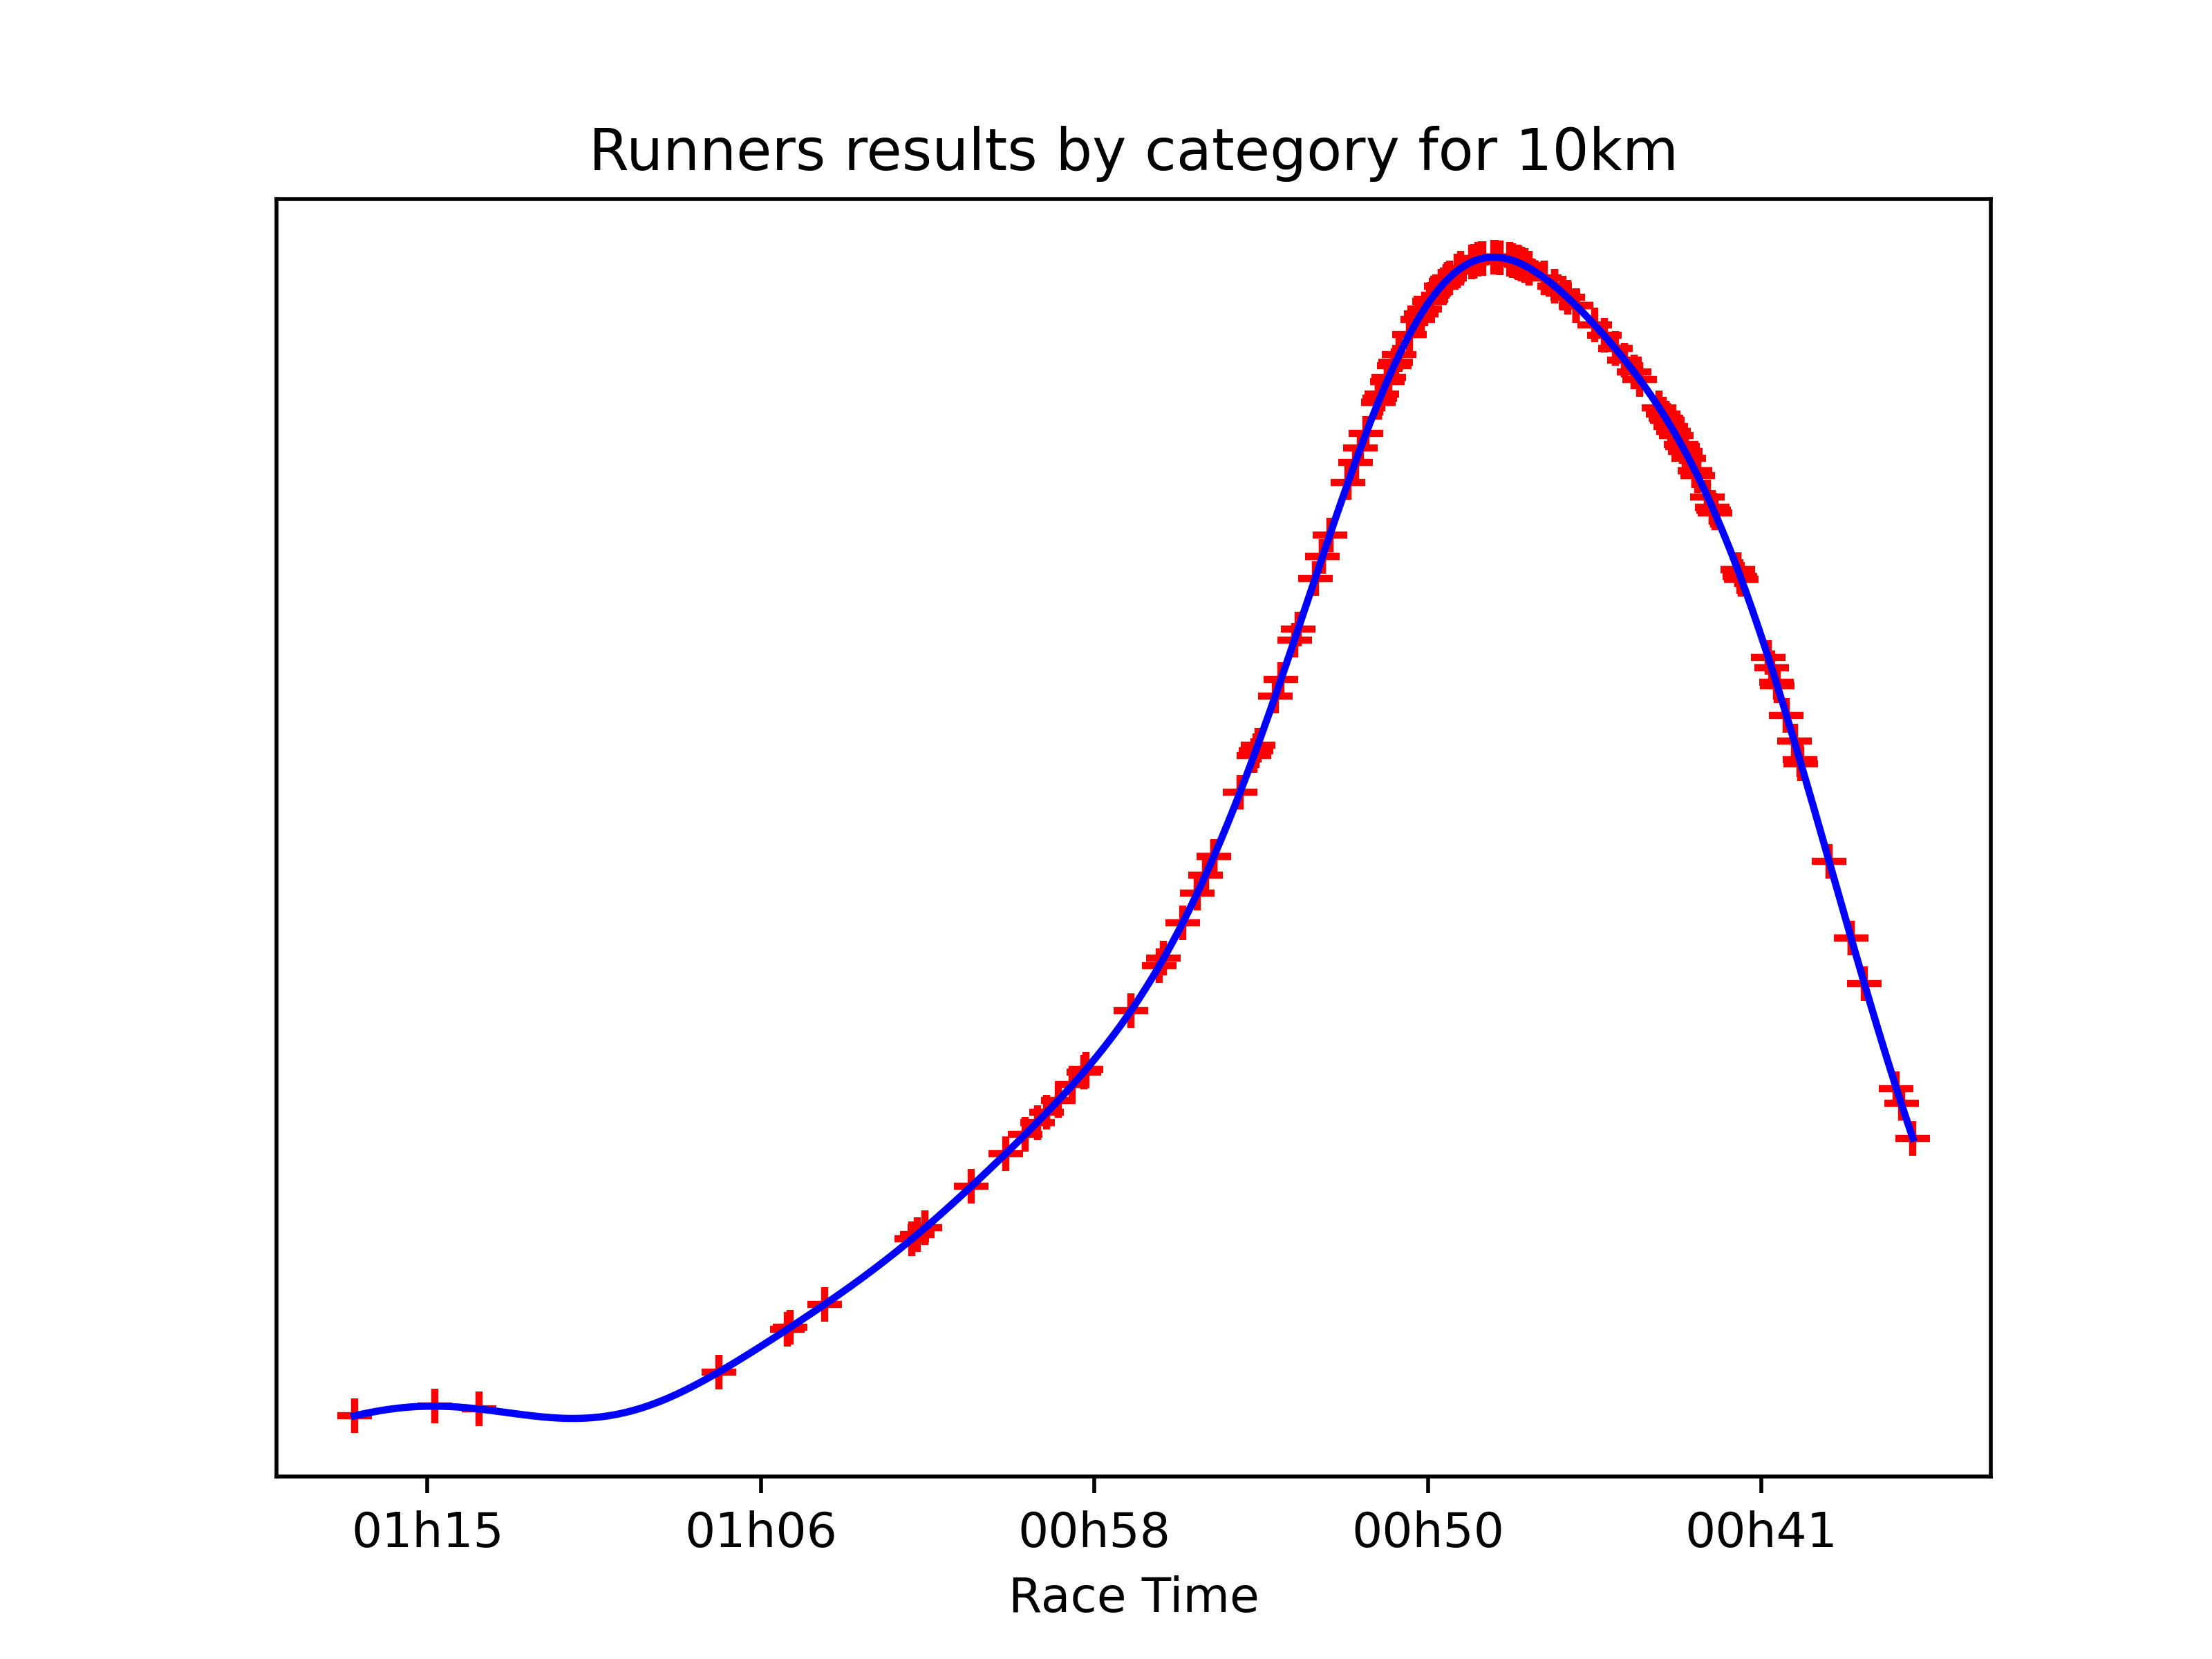 Runners results by category for 10km
01h15 01h06 00h58 00h50 00h41
Race Time